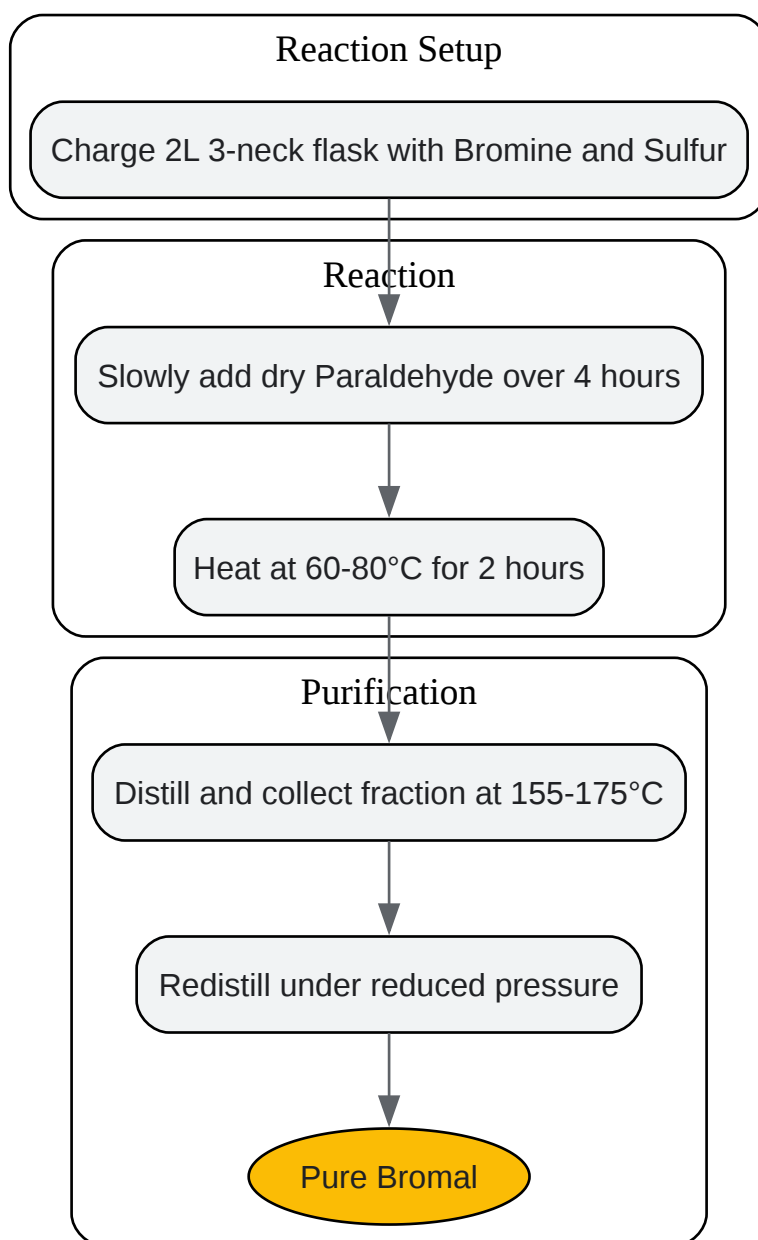 Reaction Setup
Charge 2L 3-neck flask with Bromine and Sulfur
Reaction
Slowly add dry Paraldehyde over 4 hours
Heat at 60-80°C for 2 hours
Purification
Distill and collect fraction at 155-175°C
Redistill under reduced pressure
Pure Bromal